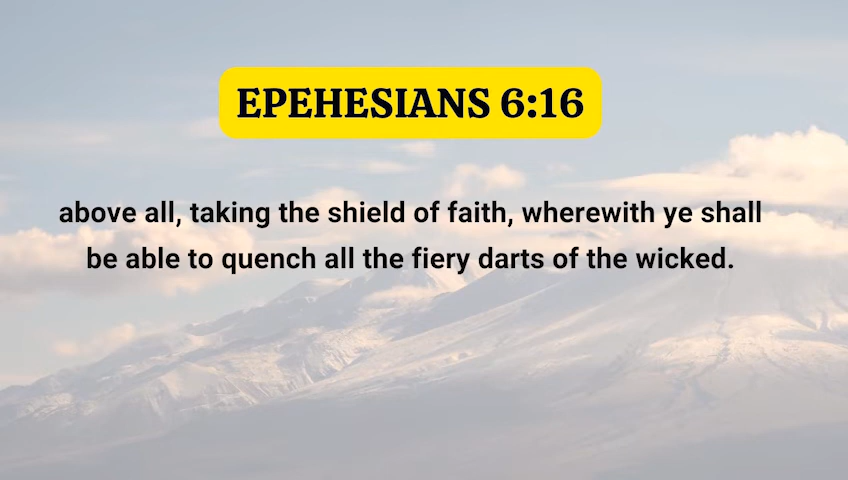 EPEHESIANS 6:16
above all, taking the shield of faith, wherewith ye shall
be able to quench all the fiery darts of the wicked.